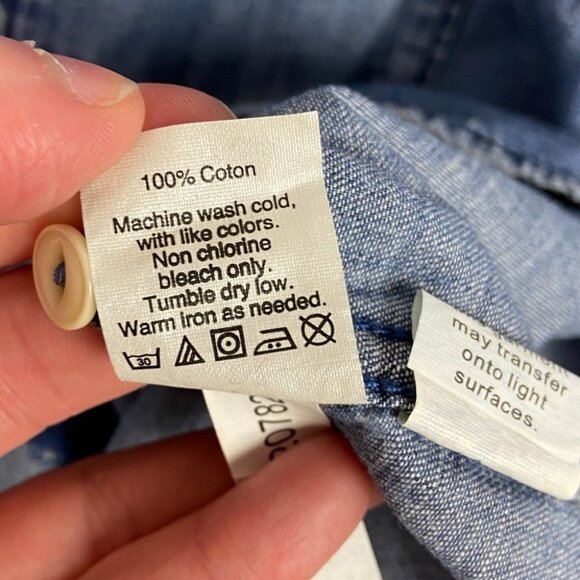 100% Coton
Machine wash cold,
with like colors.
Non chlorine
bleach only.
Tumble dry low.
Warm iron as needed.
30
may transfer
onto light
surfaces.